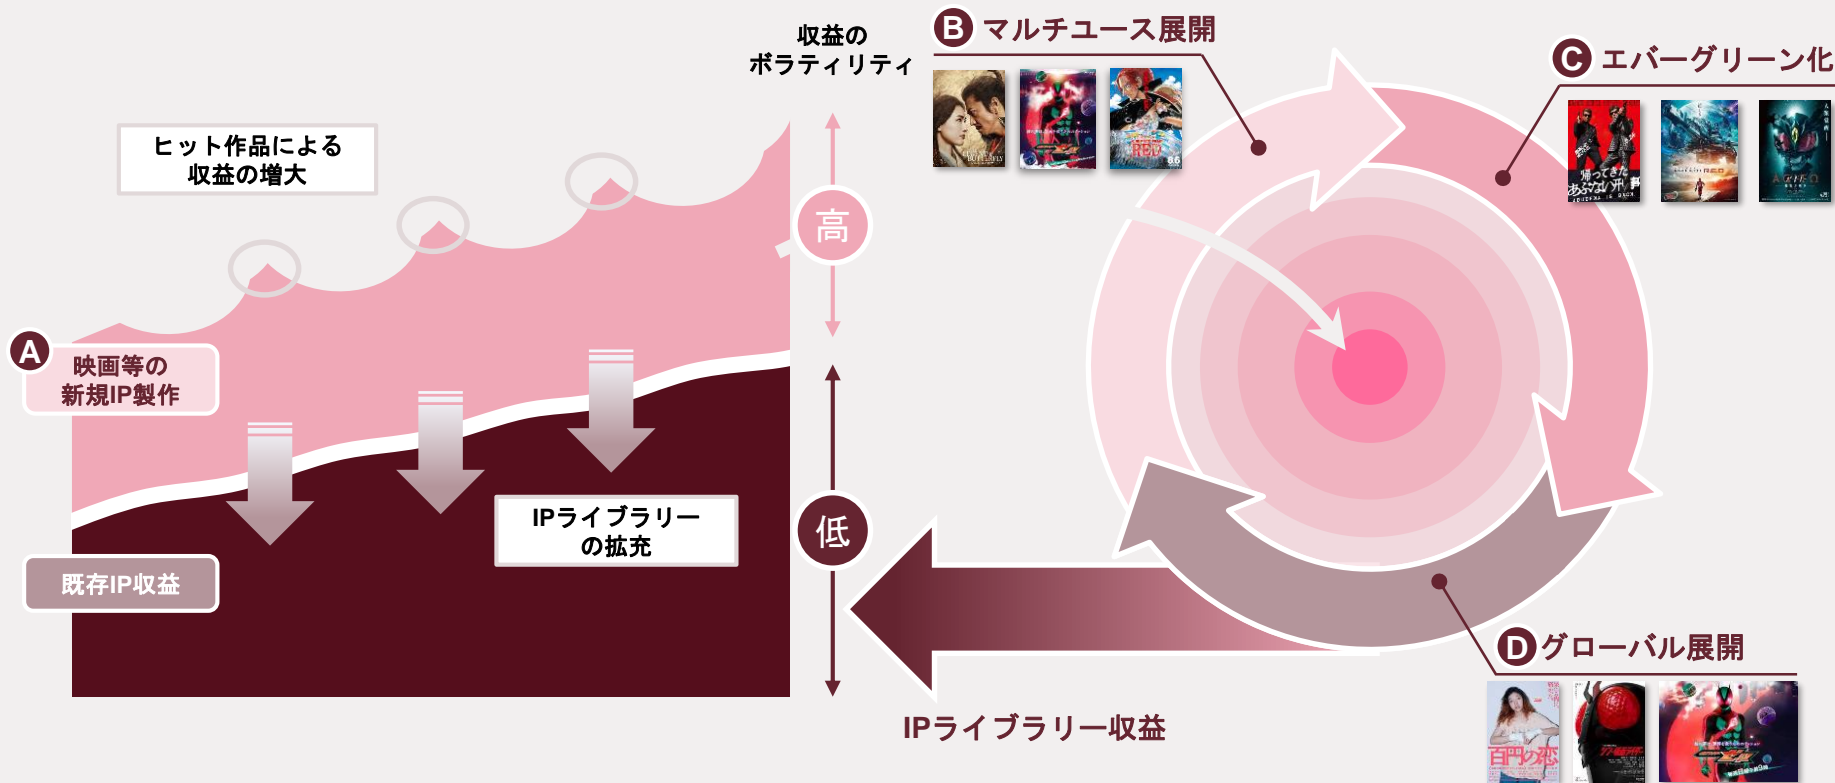 収益の
ボラティリティ
B マルチユース展開
C エバーグリーン化
ヒット作品による
収益の増大
高
A
映画等の
新規IP製作
IPライブラリー
の拡充
低
既存IP収益
IPライブラリー収益
D グローバル展開
RED
8.6
帰ってきた
あぶない刑事
百円の恋